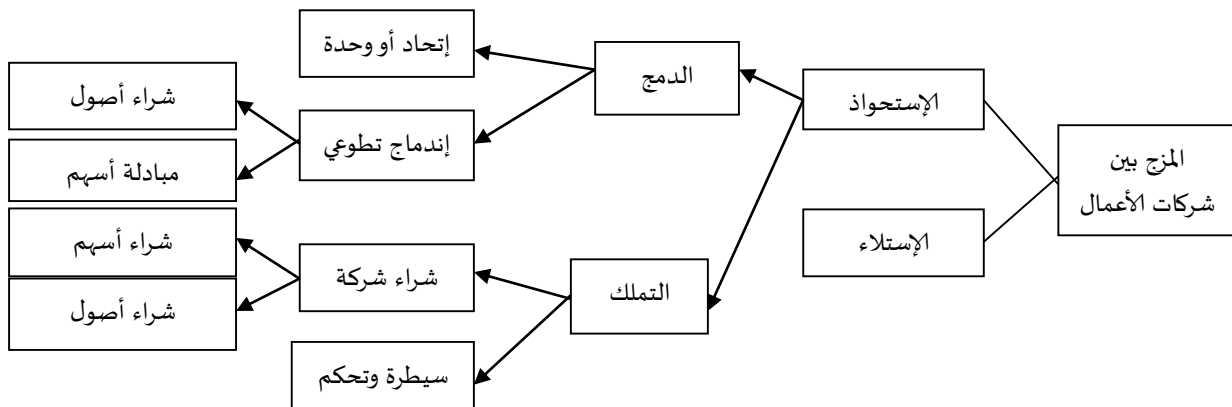 المزج بين
شركات الأعمال
الإستحواذ
الإستلاء
الدمج
التملك
إتحاد أو وحدة
إندماج تطوعي
شراء شركة
سيطرة وتحكم
شراء أصول
مبادلة أسهم
شراء أسهم
شراء أصول